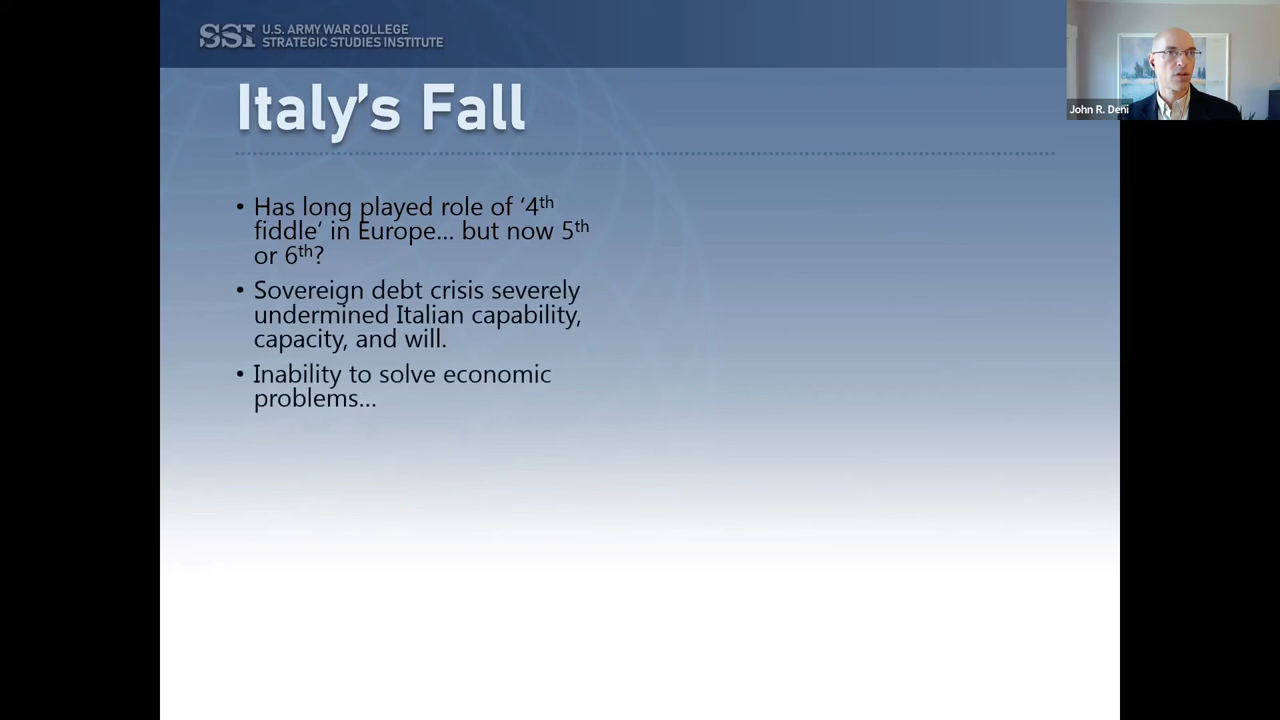 SSI U.S. ARMY WAR COLLEGE
STRATEGIC STUDIES INSTITUTE
John R. Deni
Italy’s Fall
• Has long played role of ‘4th
fiddle’ in Europe... but now 5th
or 6th?
• Sovereign debt crisis severely
undermined Italian capability,
capacity, and will.
• Inability to solve economic
problems...